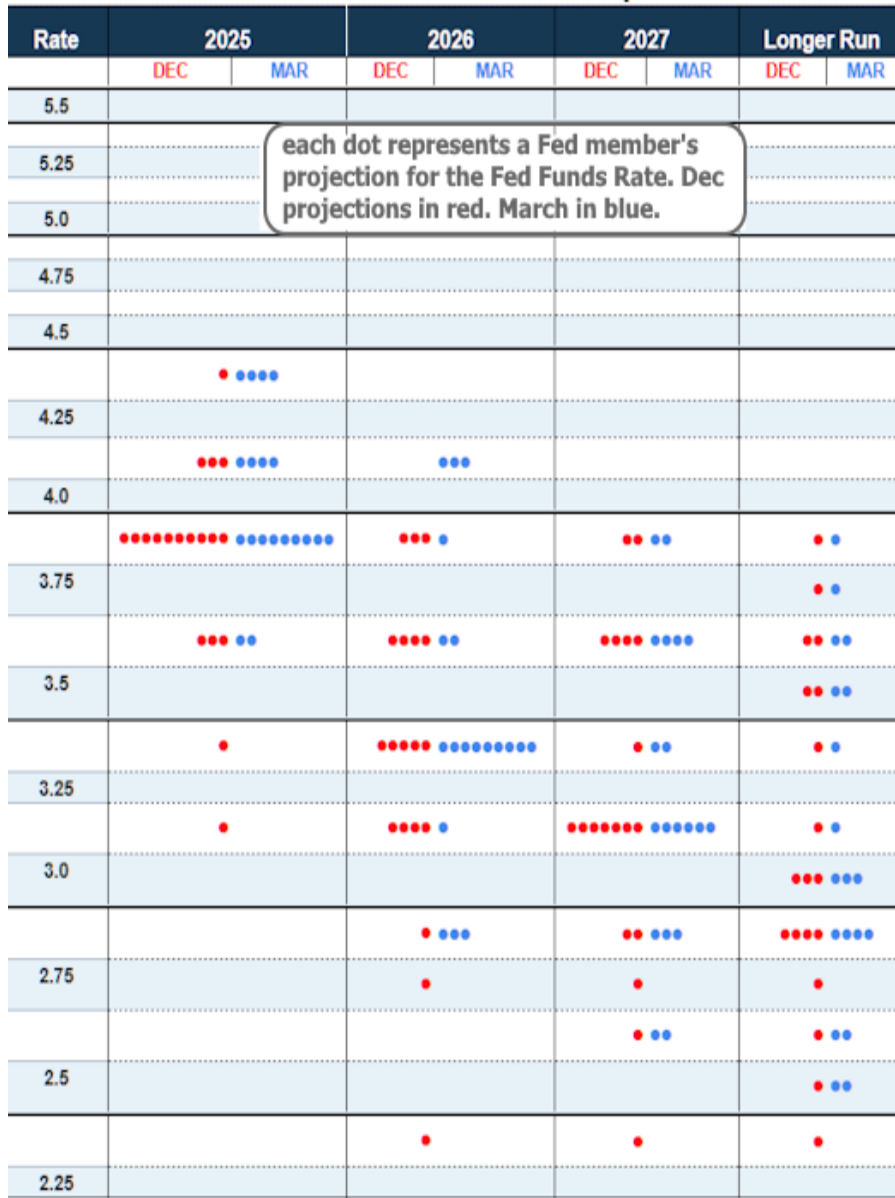 Rate 2025 2026 2027 Longer Run
DEC MAR DEC MAR DEC MAR DEC MAR
5.5
each dot represents a Fed member's
5.25
projection for the Fed Funds Rate. Dec
projections in red. March in blue.
5.0
4.75
4.5
4.25
4.0
3.75
3.5
3.25
3.0
2.75
2.5
2.25